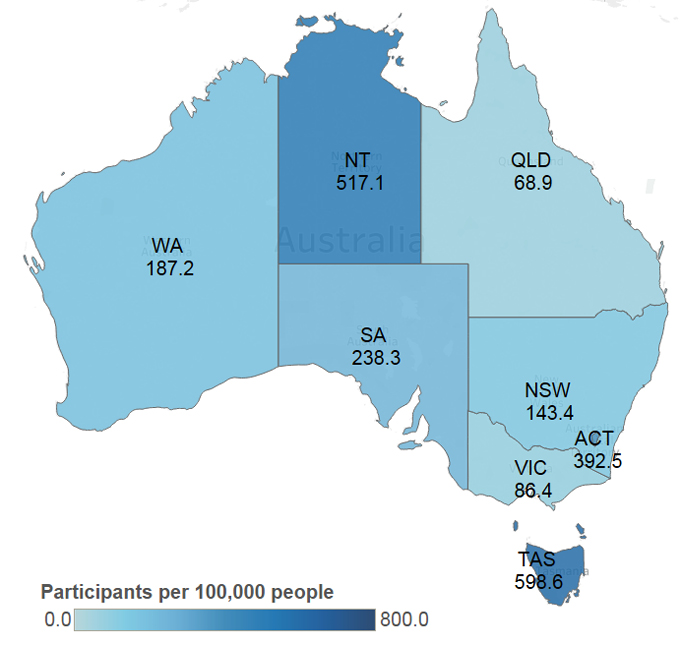 NT
517.1
QLD
68.9
Australia
WA
187.2
SA
238.3
NSW
143.4
ACT
392.5
VIC
86.4
TAS
598.6
Participants per 100,000 people
0.0 800.0